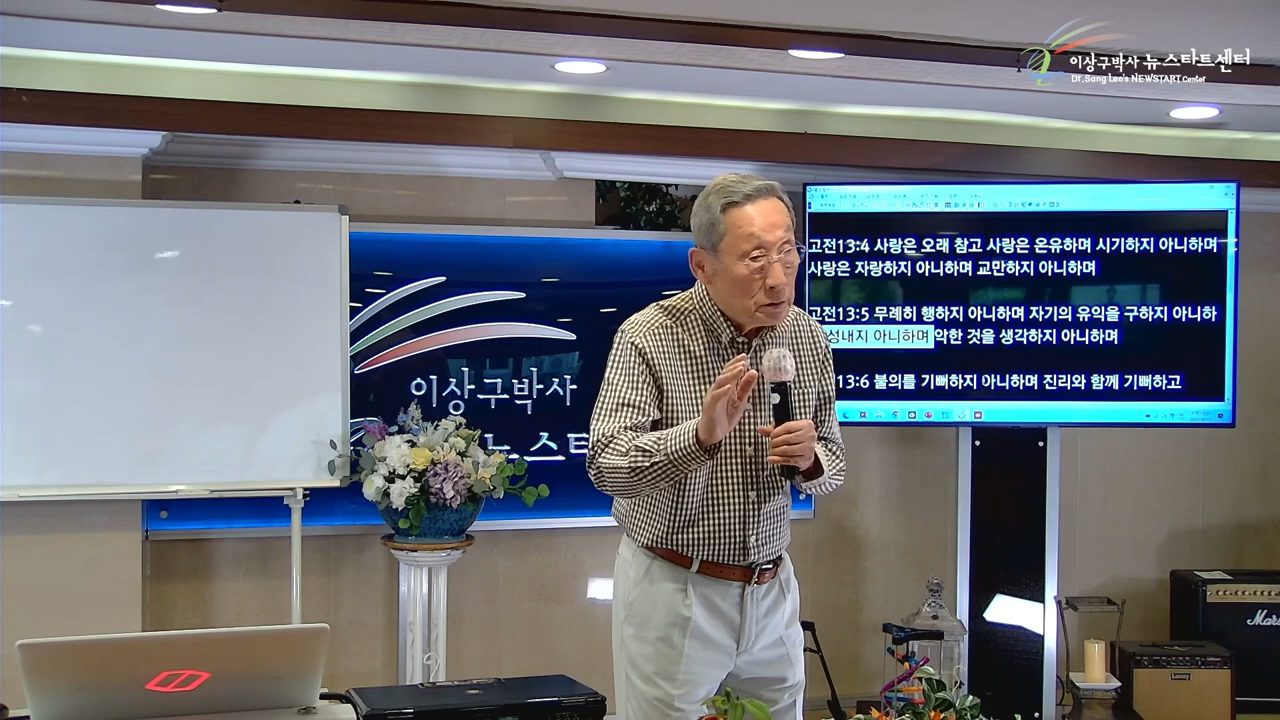 이상구박사 뉴스타트센터
Dr. Sang Lee's NEWSTART Center
고전13:4 사랑은 오래 참고 사랑은 온유하며 시기하지 아니하며
사랑은 자랑하지 아니하며 교만하지 아니하며
고전13:5 무례히 행하지 아니하며 자기의 유익을 구하지 아니하
성내지 아니하며 악한 것을 생각하지 아니하며
13:6 불의를 기뻐하지 아니하며 진리와 함께 기뻐하고
이상구박사
뉴스타
Mars
Laney